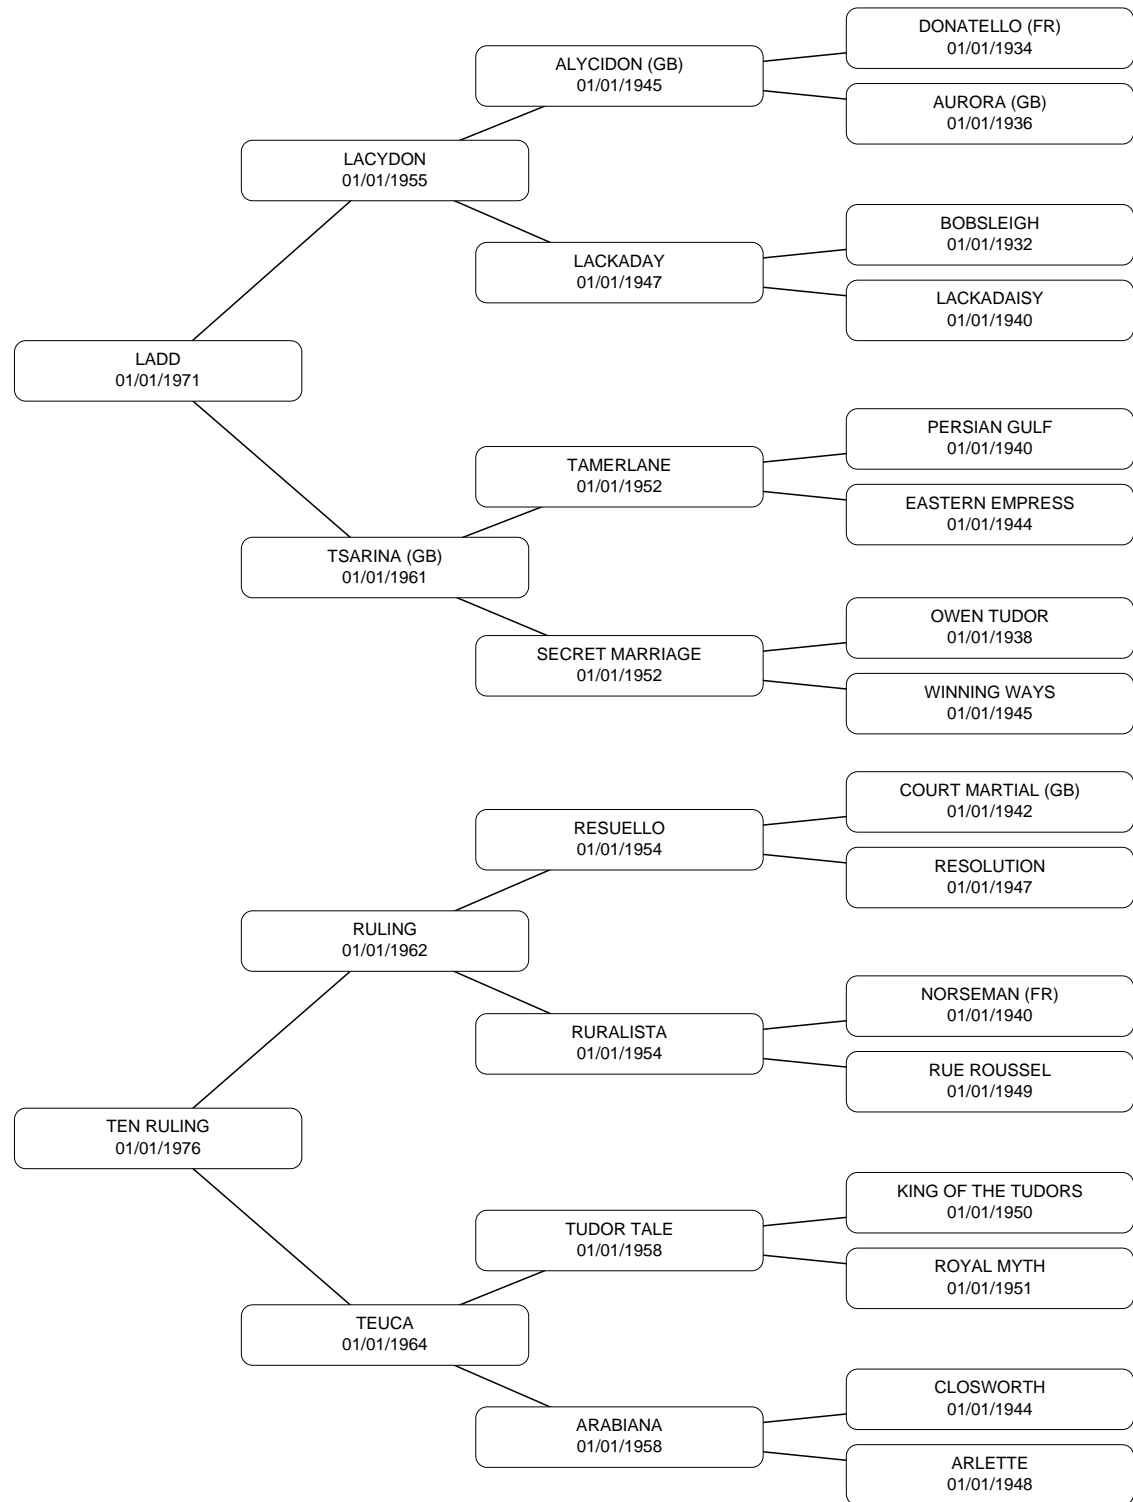 DONATELLO (FR)
01/01/1934
ALYCIDON (GB)
01/01/1945
AURORA (GB)
01/01/1936
LACYDON
01/01/1955
BOBSLEIGH
01/01/1932
LACKADAY
01/01/1947
LACKADAISY
01/01/1940
LADD
01/01/1971
PERSIAN GULF
01/01/1940
TAMERLANE
01/01/1952
EASTERN EMPRESS
01/01/1944
TSARINA (GB)
01/01/1961
OWEN TUDOR
01/01/1938
SECRET MARRIAGE
01/01/1952
WINNING WAYS
01/01/1945
COURT MARTIAL (GB)
01/01/1942
RESUELLO
01/01/1954
RESOLUTION
01/01/1947
RULING
01/01/1962
NORSEMAN (FR)
01/01/1940
RURALISTA
01/01/1954
RUE ROUSSEL
01/01/1949
TEN RULING
01/01/1976
KING OF THE TUDORS
01/01/1950
TUDOR TALE
01/01/1958
ROYAL MYTH
01/01/1951
TEUCA
01/01/1964
CLOSWORTH
01/01/1944
ARABIANA
01/01/1958
ARLETTE
01/01/1948